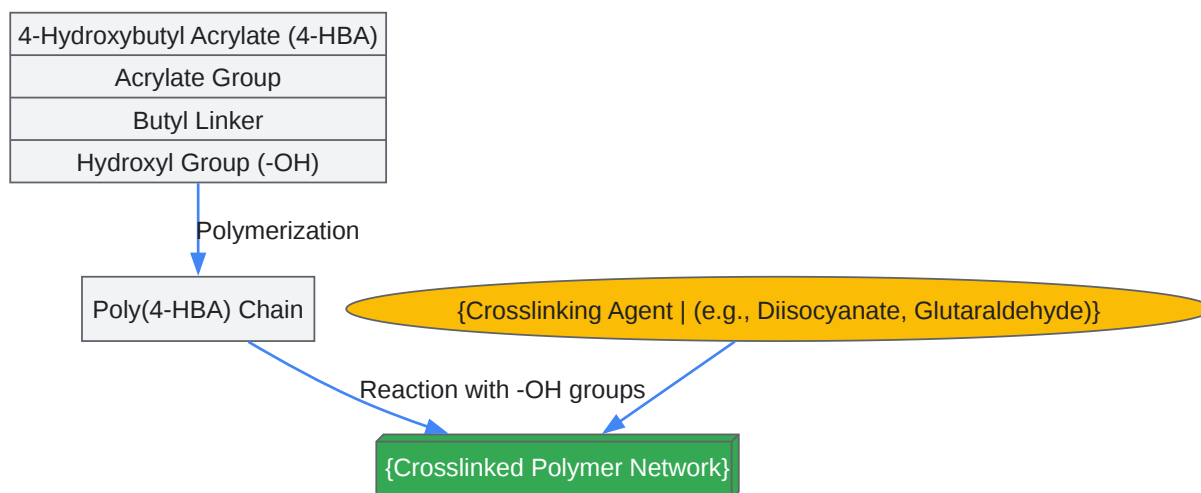 4-Hydroxybutyl Acrylate (4-HBA)
Acrylate Group
Butyl Linker
Hydroxyl Group (-OH)
Polymerization
Poly(4-HBA) Chain
{Crosslinking Agent | (e.g., Diisocyanate, Glutaraldehyde)}
Reaction with -OH groups
{Crosslinked Polymer Network}